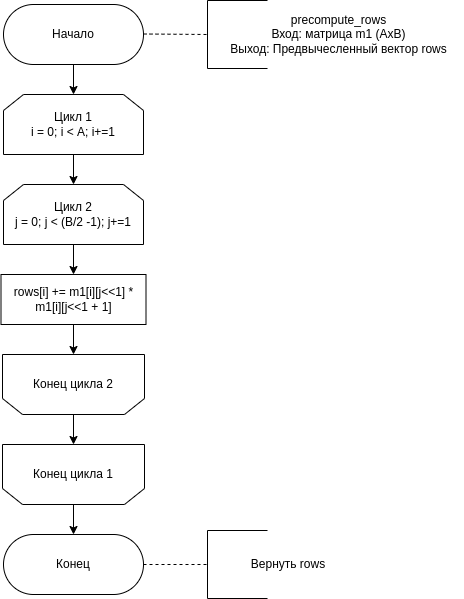 Начало
precompute_rows
Вход: матрица m1 (AxB)
Выход: Предвычесленный вектор rows
Цикл 1
i = 0; i < A; i+=1
Цикл 2
j = 0; j < (B/2 -1); j+=1
rows[i] += m1[i][j<<1] *
m1[i][j<<1 + 1]
Конец цикла 2
Конец цикла 1
Конец
Вернуть rows